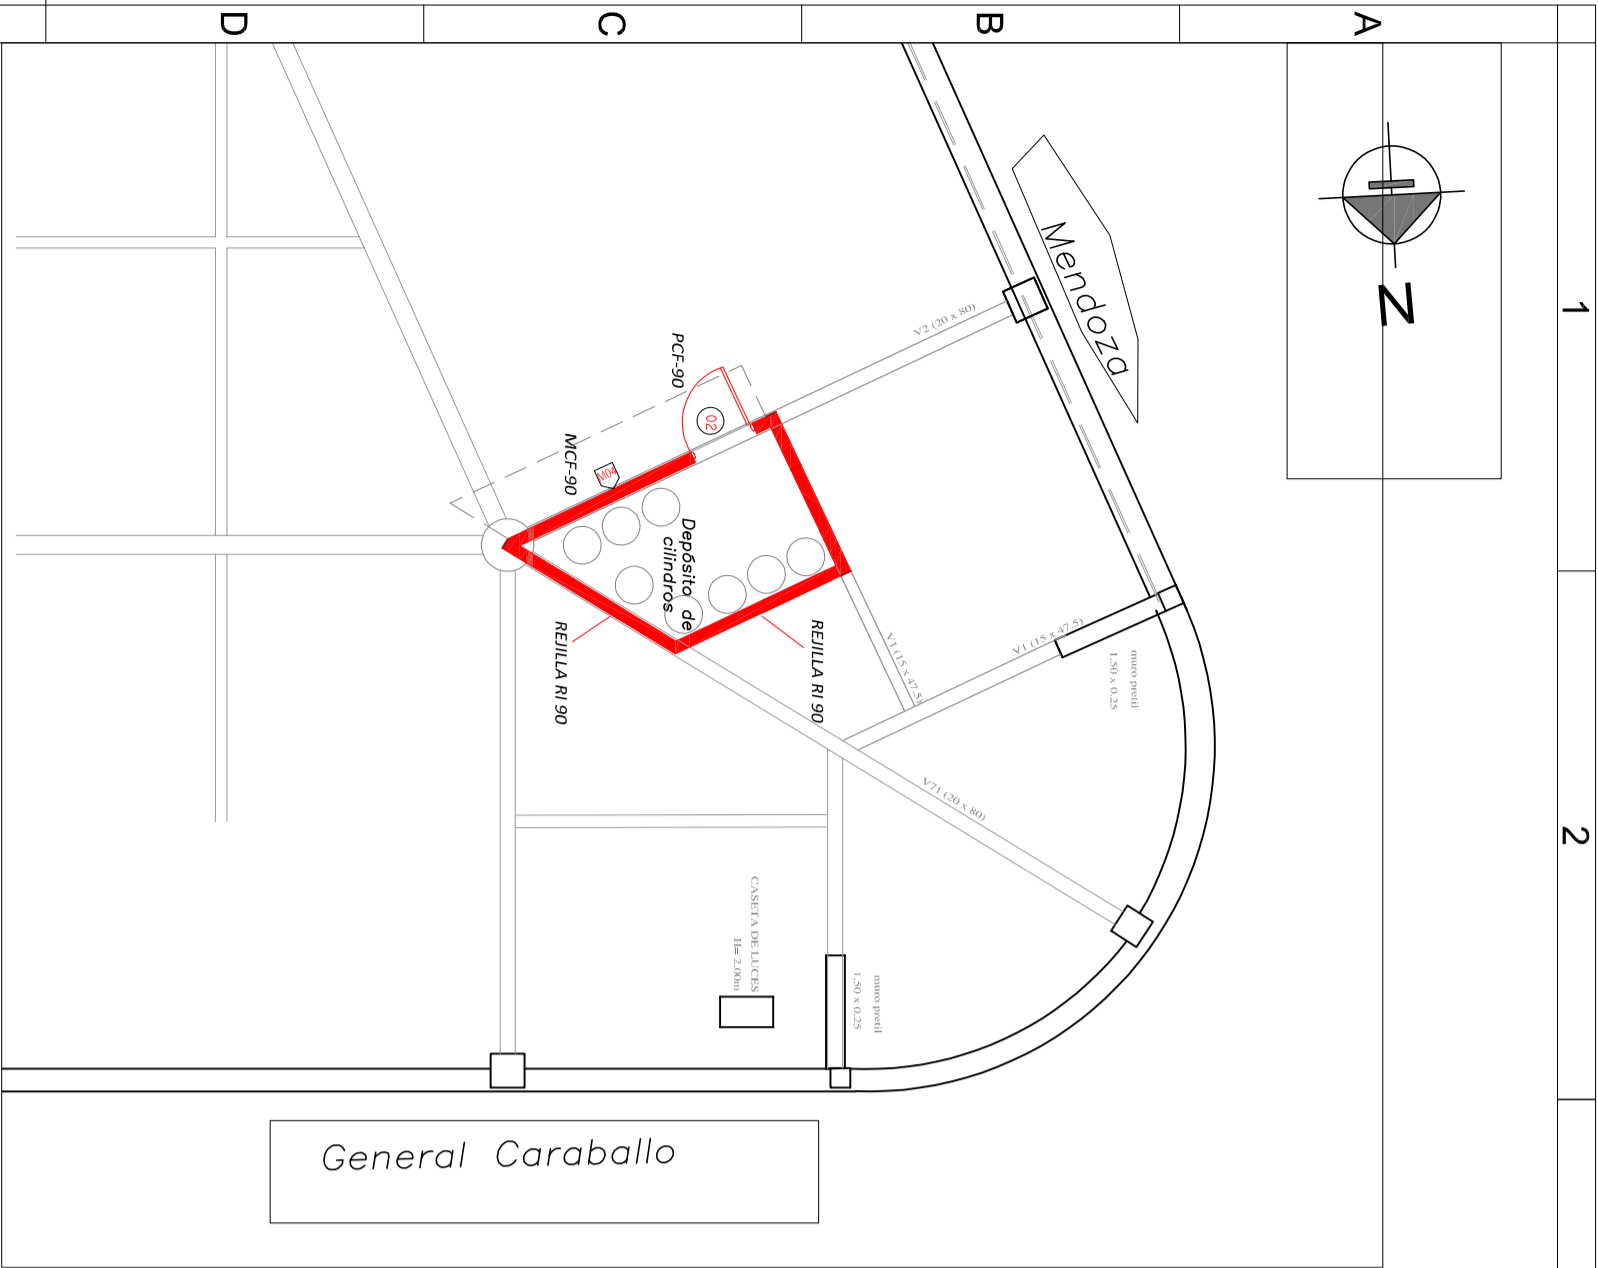 D
C
B
A
1
2
N
Mendoza
V2 (20 x 80)
PCF-90
02
MCF-90
M04
Depósito de
cilindros
REJILLA RI 90
REJILLA RI 90
V1 (15 x 47.5)
V1 (15 x 47.5)
muro pretil
1.50 x 0.25
V71 (20 x 80)
CASETA DE LUCES
H= 2.00m
muro pretil
1.50 x 0.25
General Caraballo